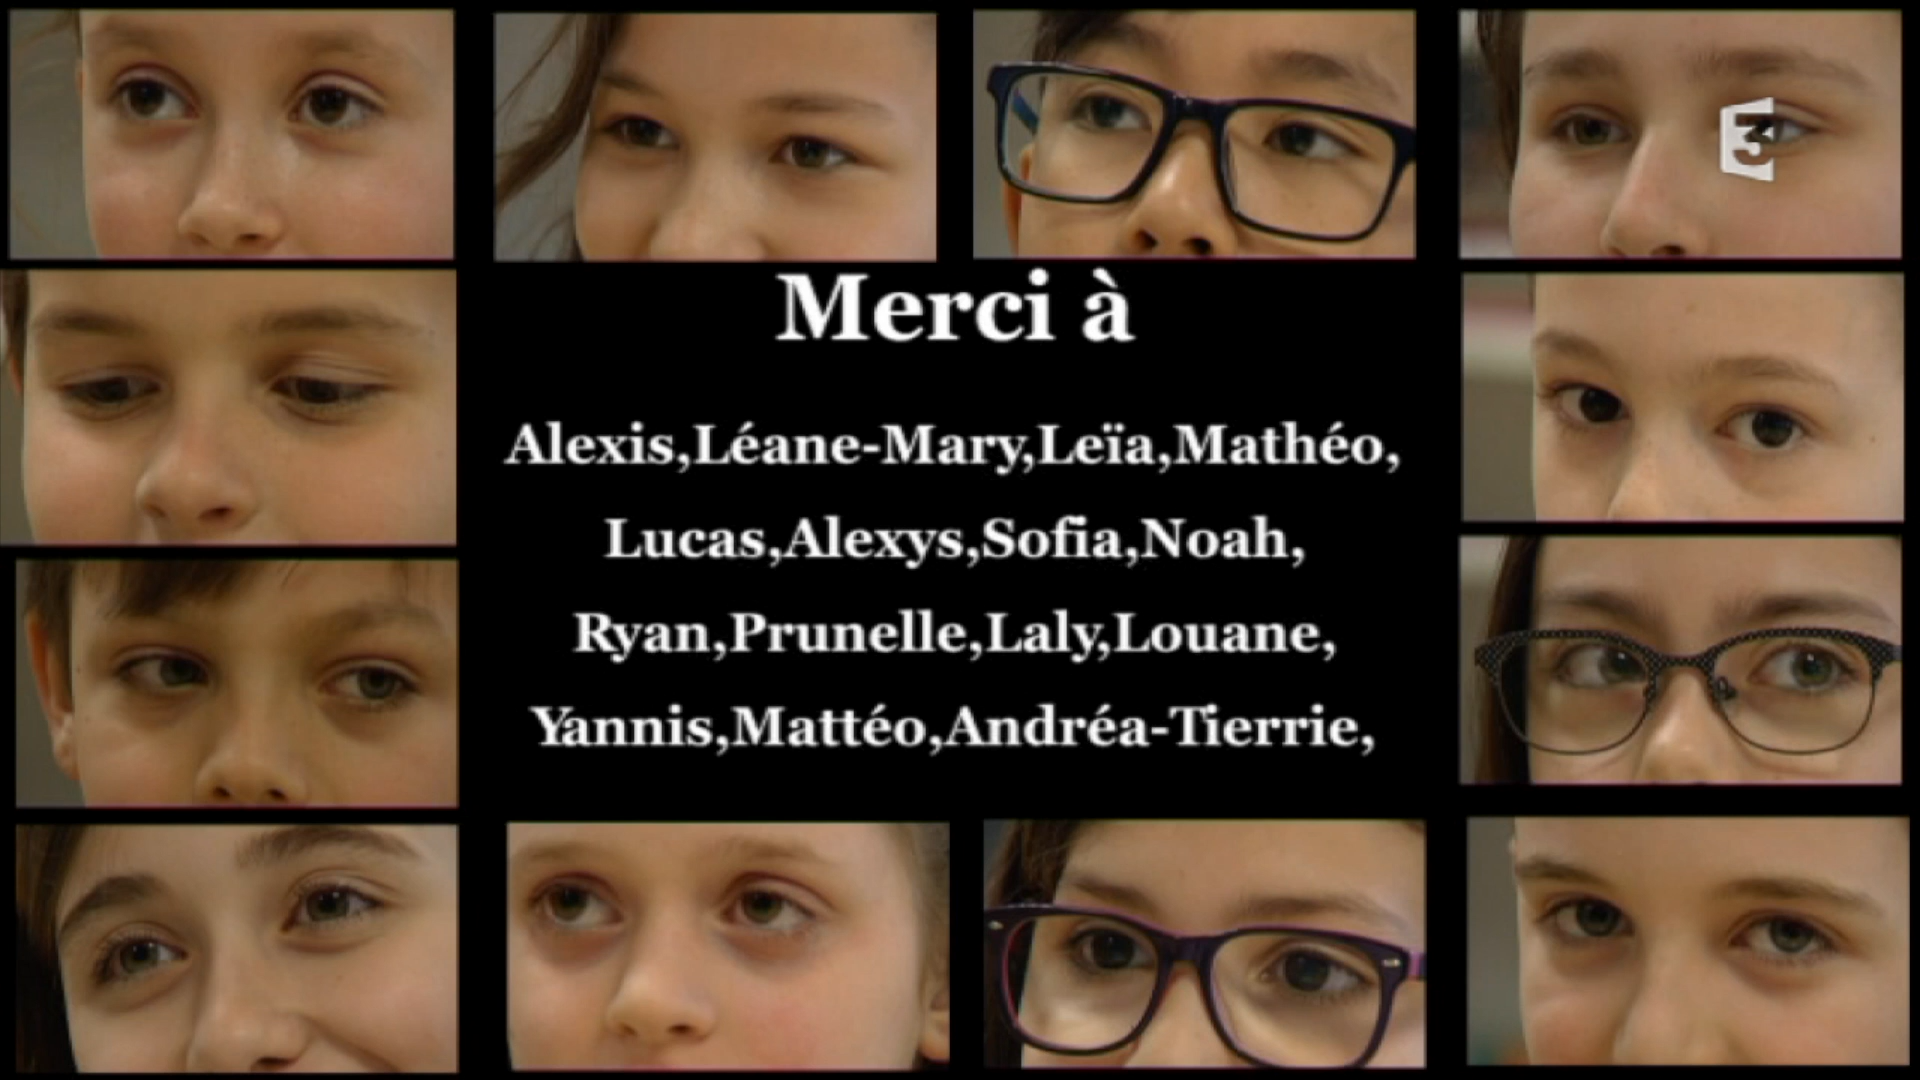 3
Merci à
Alexis,Léane-Mary,Leïa,Mathéo,
Lucas,Alexys,Sofia,Noah,
Ryan,Prunelle,Laly,Louane,
Yannis,Mattéo,Andréa-Tierrie,